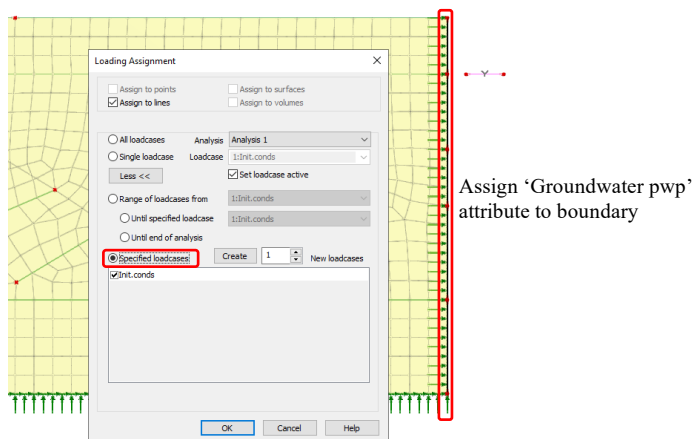 Loading Assignment
Assign to points Assign to surfaces
Assign to lines Assign to volumes
All loadcases Analysis Analysis 1
Single loadcase Loadcase 1:Init.conds
Less << Set loadcase active
Range of loadcases from 1:Init.conds
Until specified loadcase 1:Init.conds
Until end of analysis
Specified loadcases Create 1 New loadcases
Init.conds
OK Cancel Help
Y
Assign ‘Groundwater pwp’
attribute to boundary